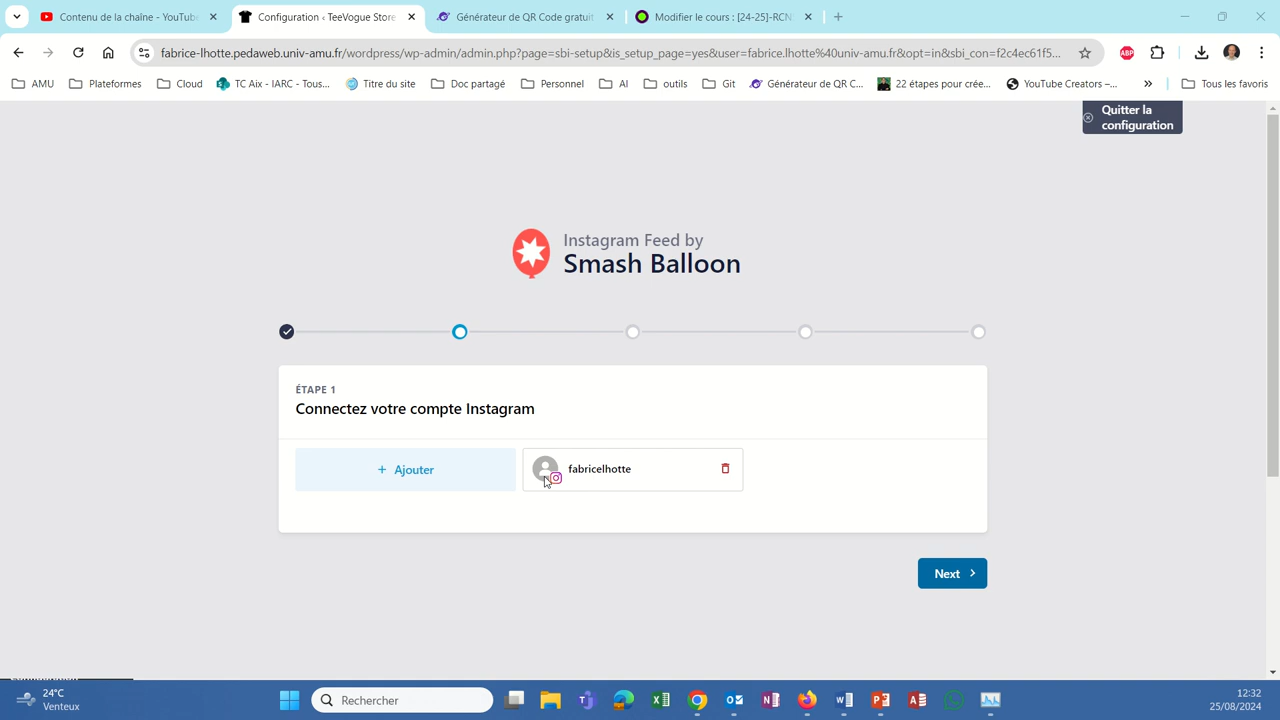 Contenu de la chaîne - YouTube
Configuration ‹ TeeVogue Store
Générateur de QR Code gratuit
Modifier le cours : [24-25]-RCN
fabrice-lhotte.pedaweb.univ-amu.fr/wordpress/wp-admin/admin.php?page=sbi-setup&is_setup_page=yes&user=fabrice.lhotte%40univ-amu.fr&opt=in&sbi_con=f2c4ec61f5...
ABP
AMU
Plateformes
Cloud
TC Aix - IARC - Tous...
Titre du site
Doc partagé
Personnel
AI
outils
Git
Générateur de QR C...
22 étapes pour crée...
YouTube Creators –...
»
Tous les favoris
Quitter la
configuration
Instagram Feed by
Smash Balloon
ÉTAPE 1
Connectez votre compte Instagram
+ Ajouter
fabricelhotte
Next
24°C
Venteux
Rechercher
12:32
25/08/2024